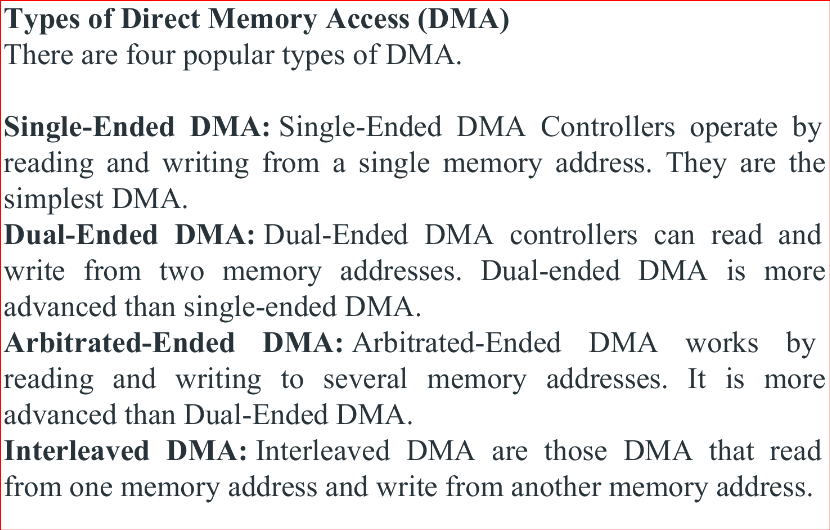 Types of Direct Memory Access (DMA)
There are four popular types of DMA.
Single-Ended DMA: Single-Ended DMA Controllers operate by
reading and writing from a single memory address. They are the
simplest DMA.
Dual-Ended DMA: Dual-Ended DMA controllers can read and
write from two memory addresses. Dual-ended DMA is more
advanced than single-ended DMA.
Arbitrated-Ended DMA: Arbitrated-Ended DMA works by
reading and writing to several memory addresses. It is more
advanced than Dual-Ended DMA.
Interleaved DMA: Interleaved DMA are those DMA that read
from one memory address and write from another memory address.